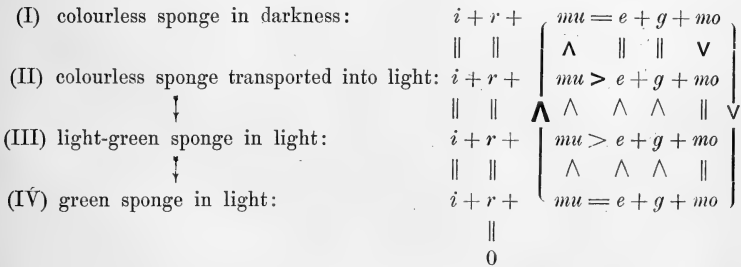 (I) colourless sponge in darkness: i + r + mu = e + g + mo
|| || ∧ || || ∨
(II) colourless sponge transported into light: i + r + mu > e + g + mo
|| || ∧ ∧ ∧ ∧ || ∨
(III) light-green sponge in light: i + r + mu > e + g + mo
|| || ∧ ∧ ∧ ||
(IV) green sponge in light: i + r + mu = e + g + mo
||
0